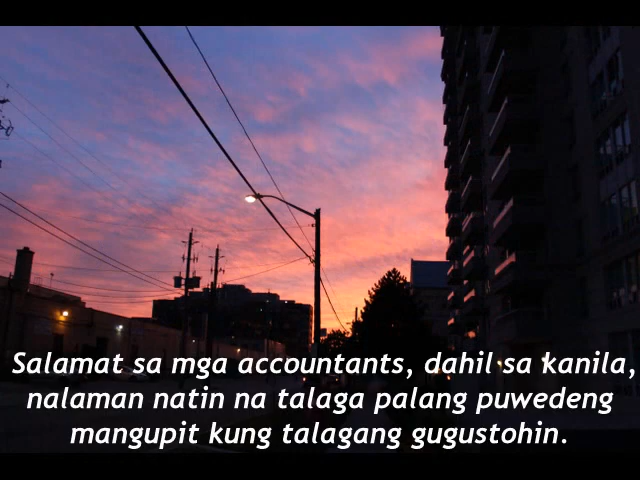 Salamat sa mga accountants, dahil sa kanila,
nalaman natin na talaga palang puwedeng
mangupit kung talagang gugustohin.